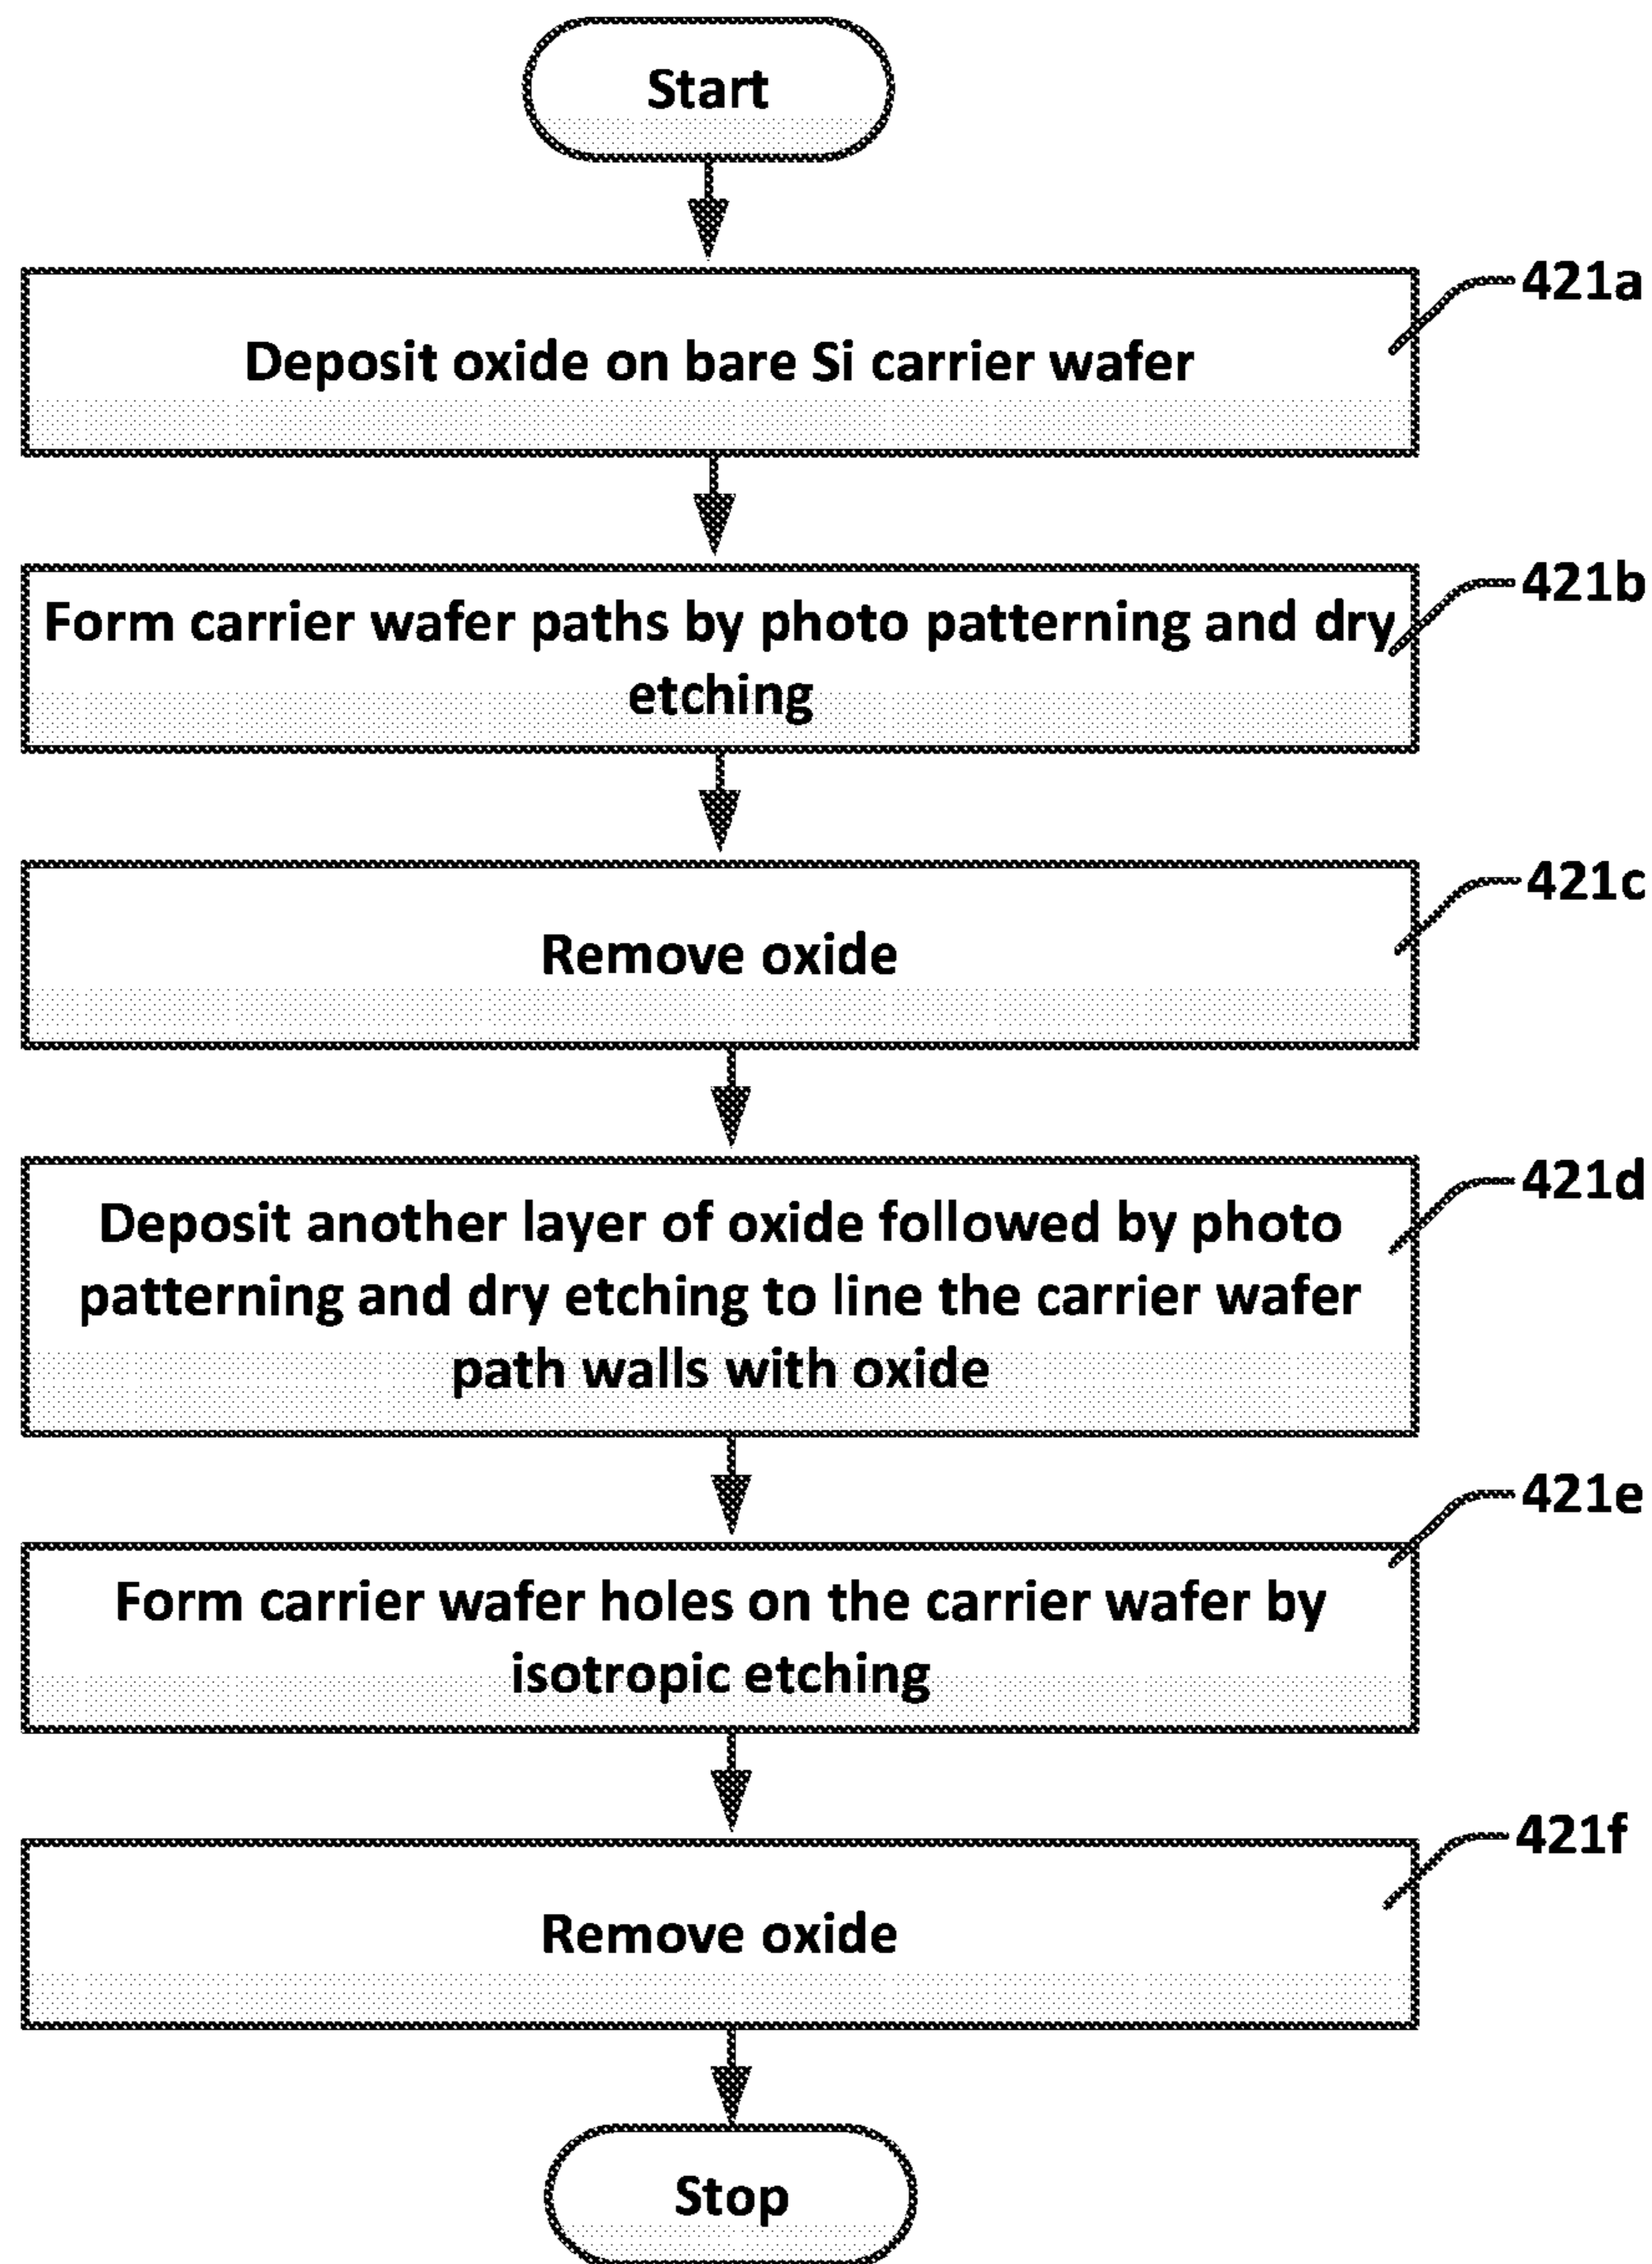 Start
421a
Deposit oxide on bare Si carrier wafer
421b
Form carrier wafer paths by photo patterning and dry
etching
421c
Remove oxide
421d
Deposit another layer of oxide followed by photo
patterning and dry etching to line the carrier wafer
path walls with oxide
421e
Form carrier wafer holes on the carrier wafer by
isotropic etching
421f
Remove oxide
Stop